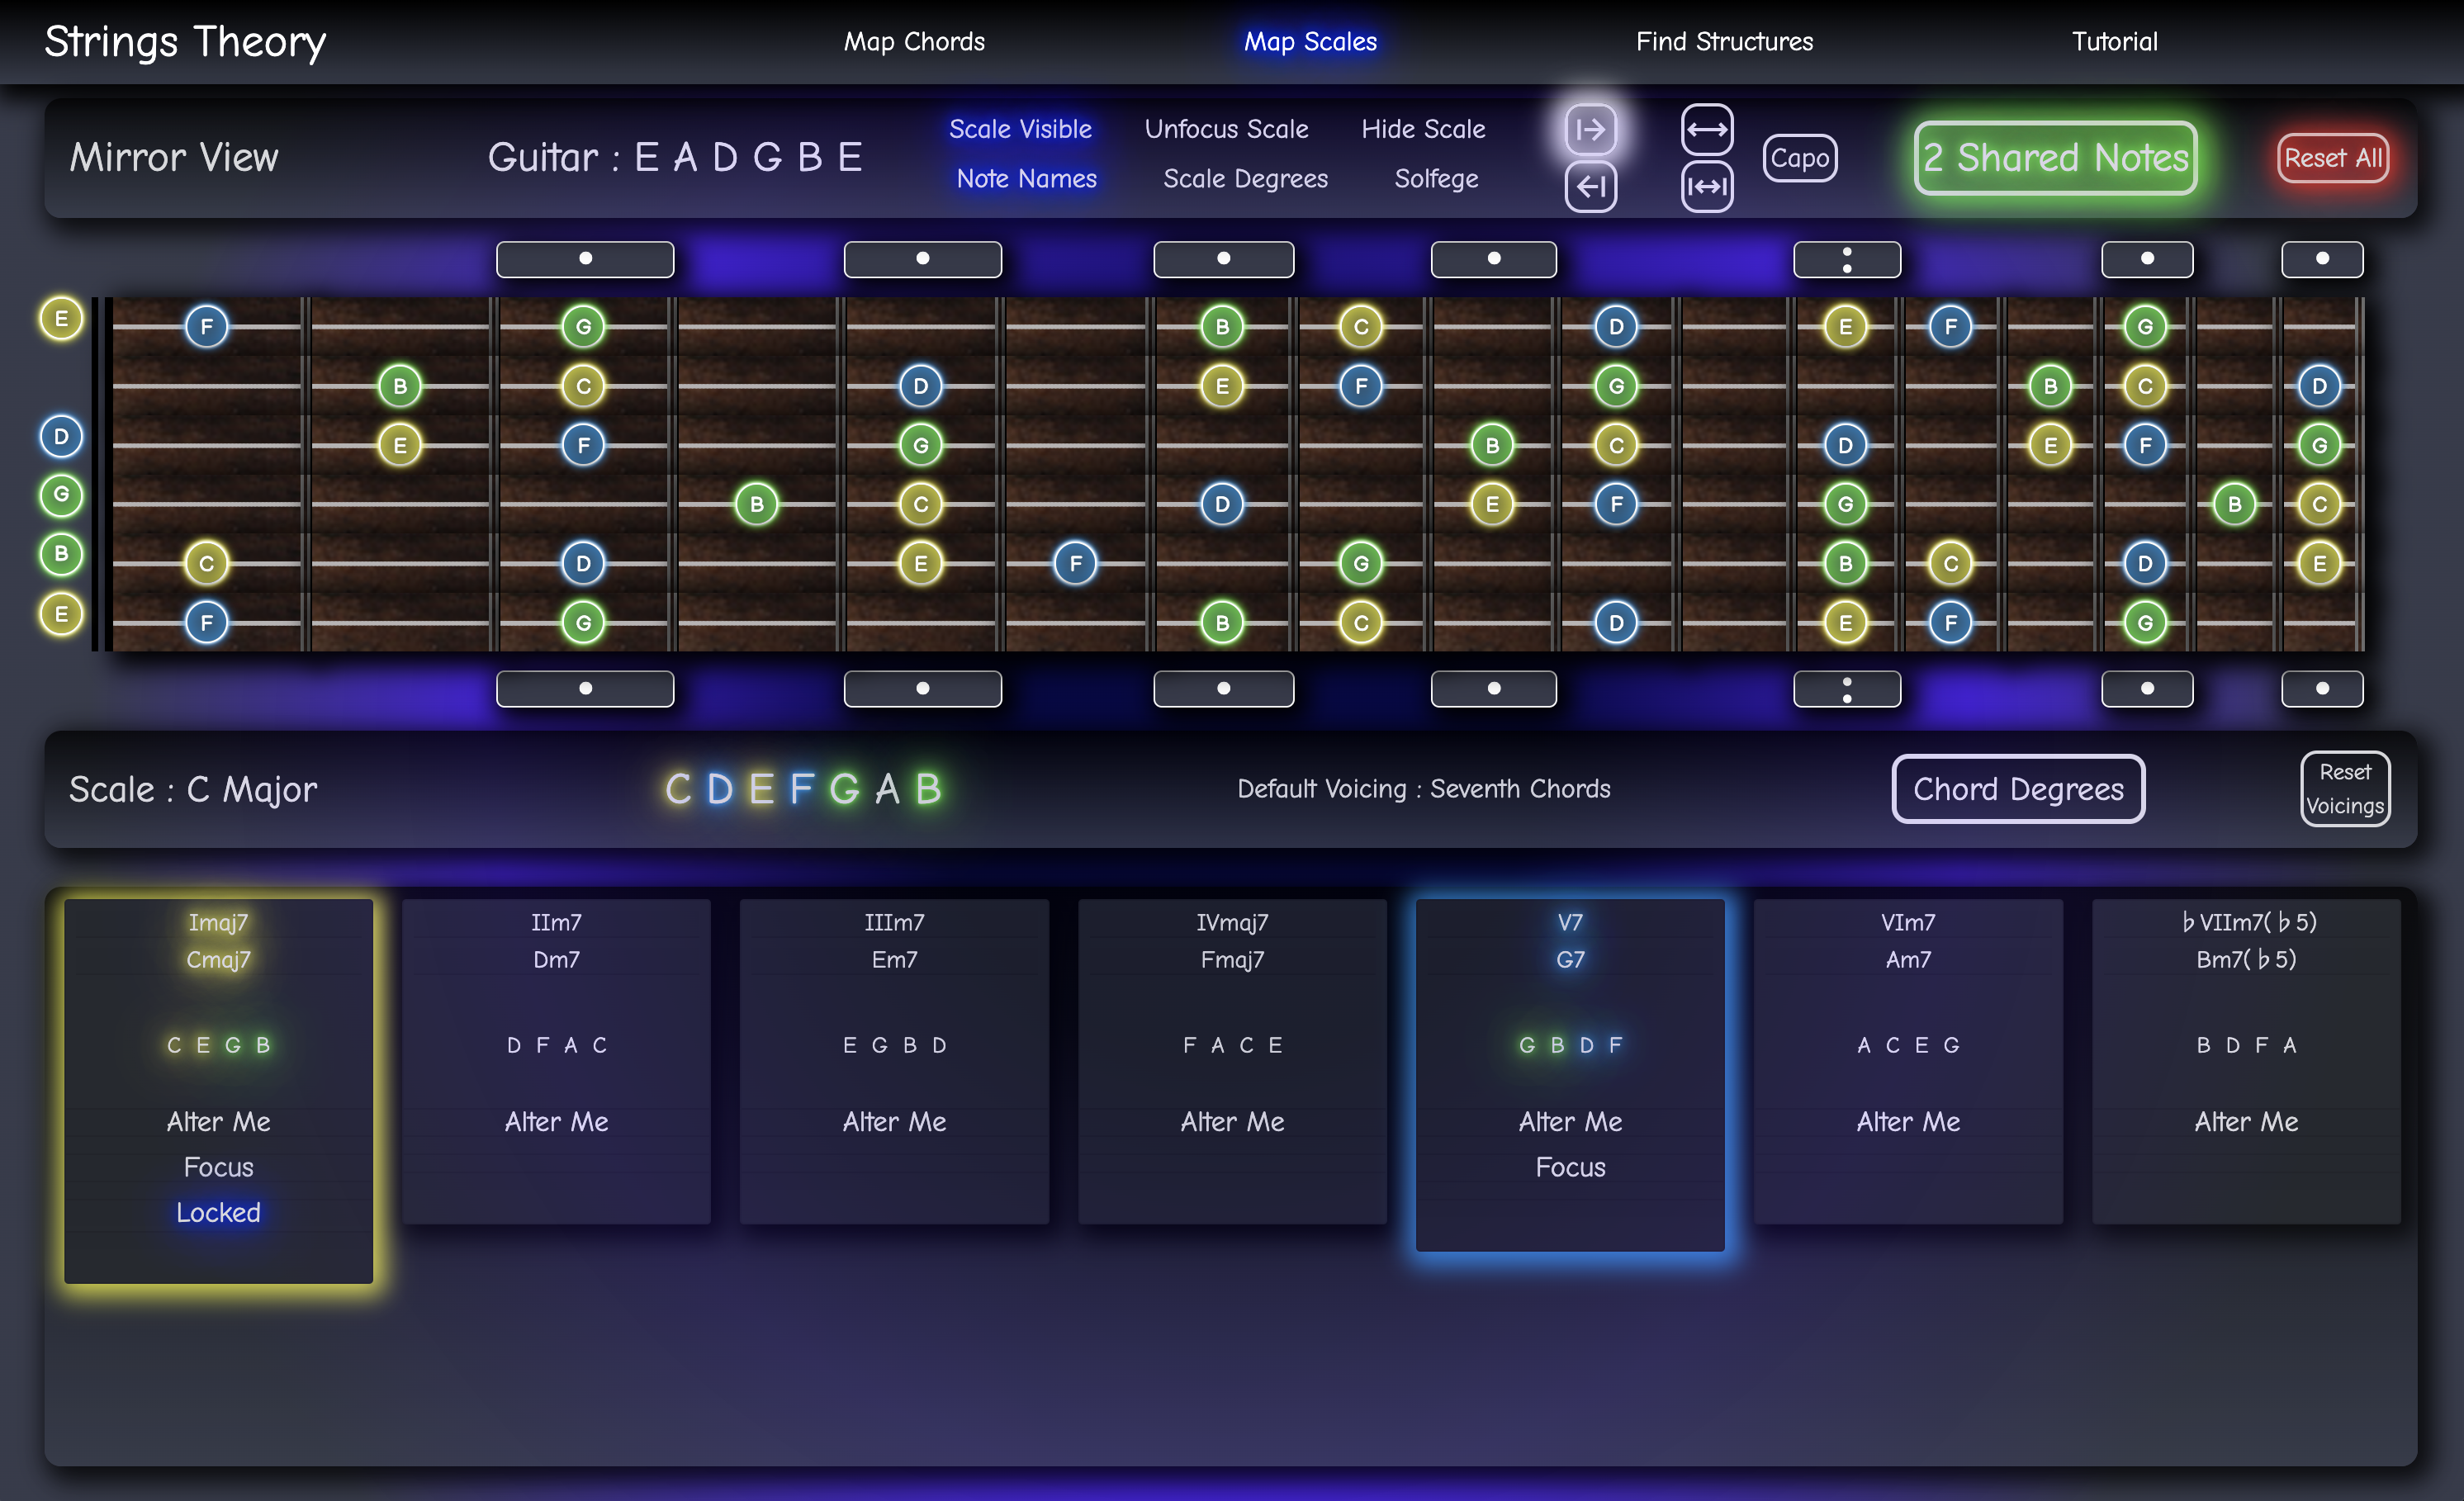 Strings Theory Map Chords Map Scales Find Structures Tutorial
Mirror View Guitar : E A D G B E
Scale Visible Unfocus Scale Hide Scale
Note Names Scale Degrees Solfege
Capo 2 Shared Notes Reset All
E F G B C D E F G
B C D E F G B C D
D E F G B C D E F G
G B C D E F G B C
B C D E F G B C D E
E F G B C D E F G
Scale : C Major C D E F G A B Default Voicing : Seventh Chords Chord Degrees Reset Voicings
Imaj7 IIm7 IIIm7 IVmaj7 V7 VIm7 ♭VIIm7(♭5)
Cmaj7 Dm7 Em7 Fmaj7 G7 Am7 Bm7(♭5)
C E G B D F A C E G B D F A C E G B D F A C E G B D F A
Alter Me Alter Me Alter Me Alter Me Alter Me Alter Me Alter Me
Focus Focus
Locked